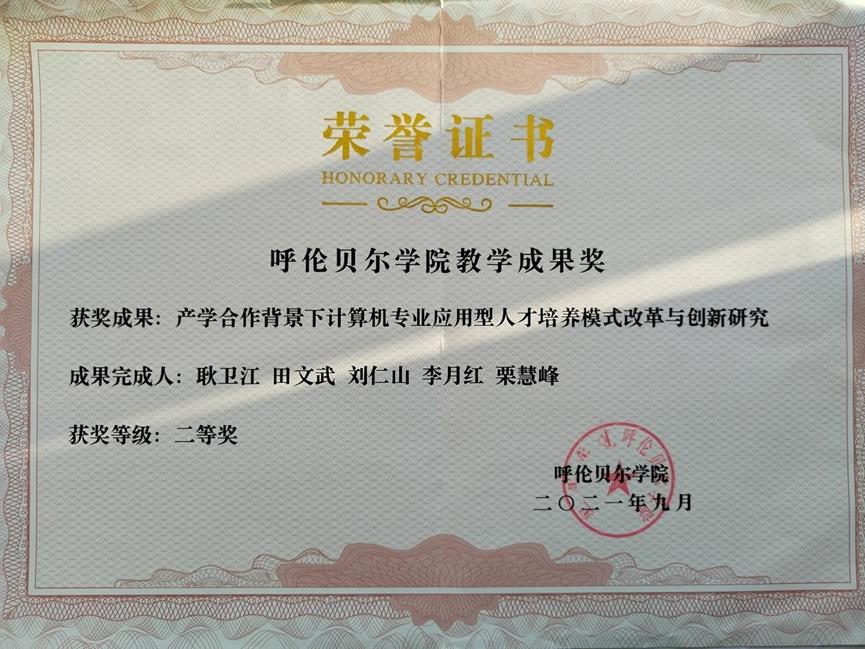 荣誉证书
HONORARY CREDENTIAL
呼伦贝尔学院教学成果奖
获奖成果：产学合作背景下计算机专业应用型人才培养模式改革与创新研究
成果完成人：耿卫江 田文武 刘仁山 李月红 栗慧峰
获奖等级：二等奖
呼伦贝尔学院
二〇二一年九月